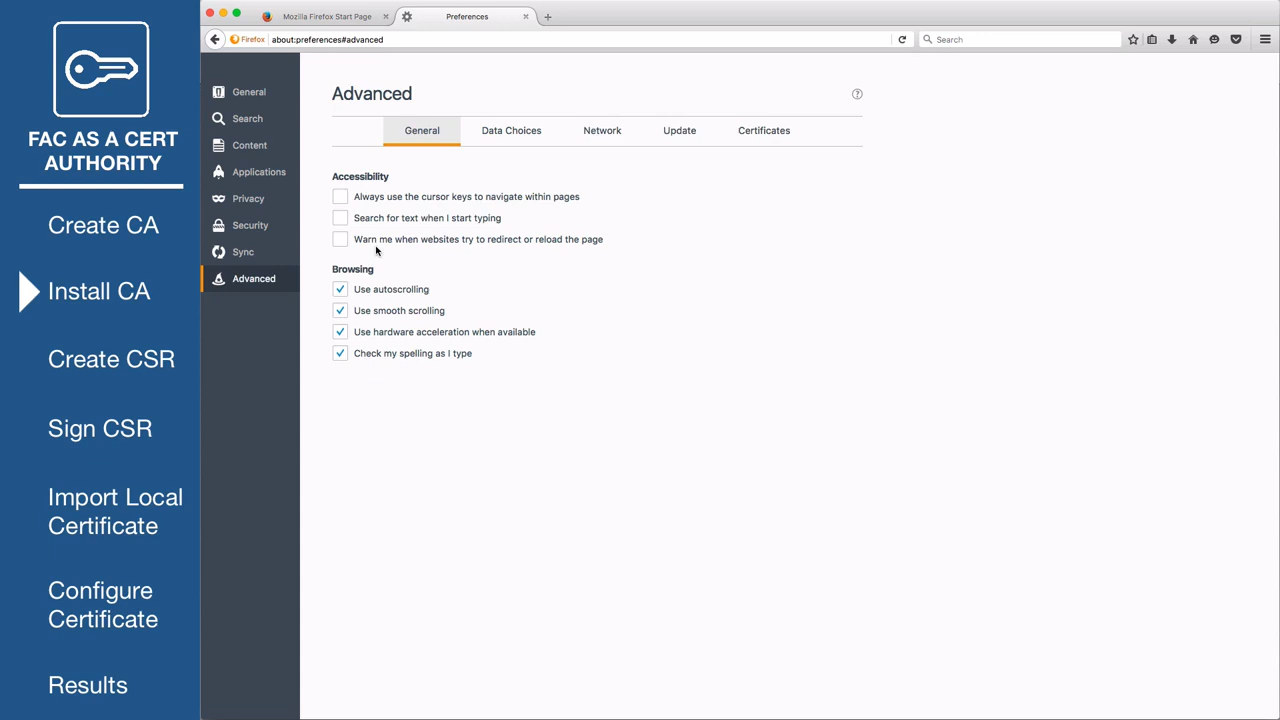 FAC AS A CERT
AUTHORITY
Create CA
Install CA
Create CSR
Sign CSR
Import Local
Certificate
Configure
Certificate
Results
Mozilla Firefox Start Page
Preferences
Firefox
about:preferences#advanced
Search
General
Search
Content
Applications
Privacy
Security
Sync
Advanced
Advanced
General
Data Choices
Network
Update
Certificates
Accessibility
Always use the cursor keys to navigate within pages
Search for text when I start typing
Warn me when websites try to redirect or reload the page
Browsing
Use autoscrolling
Use smooth scrolling
Use hardware acceleration when available
Check my spelling as I type